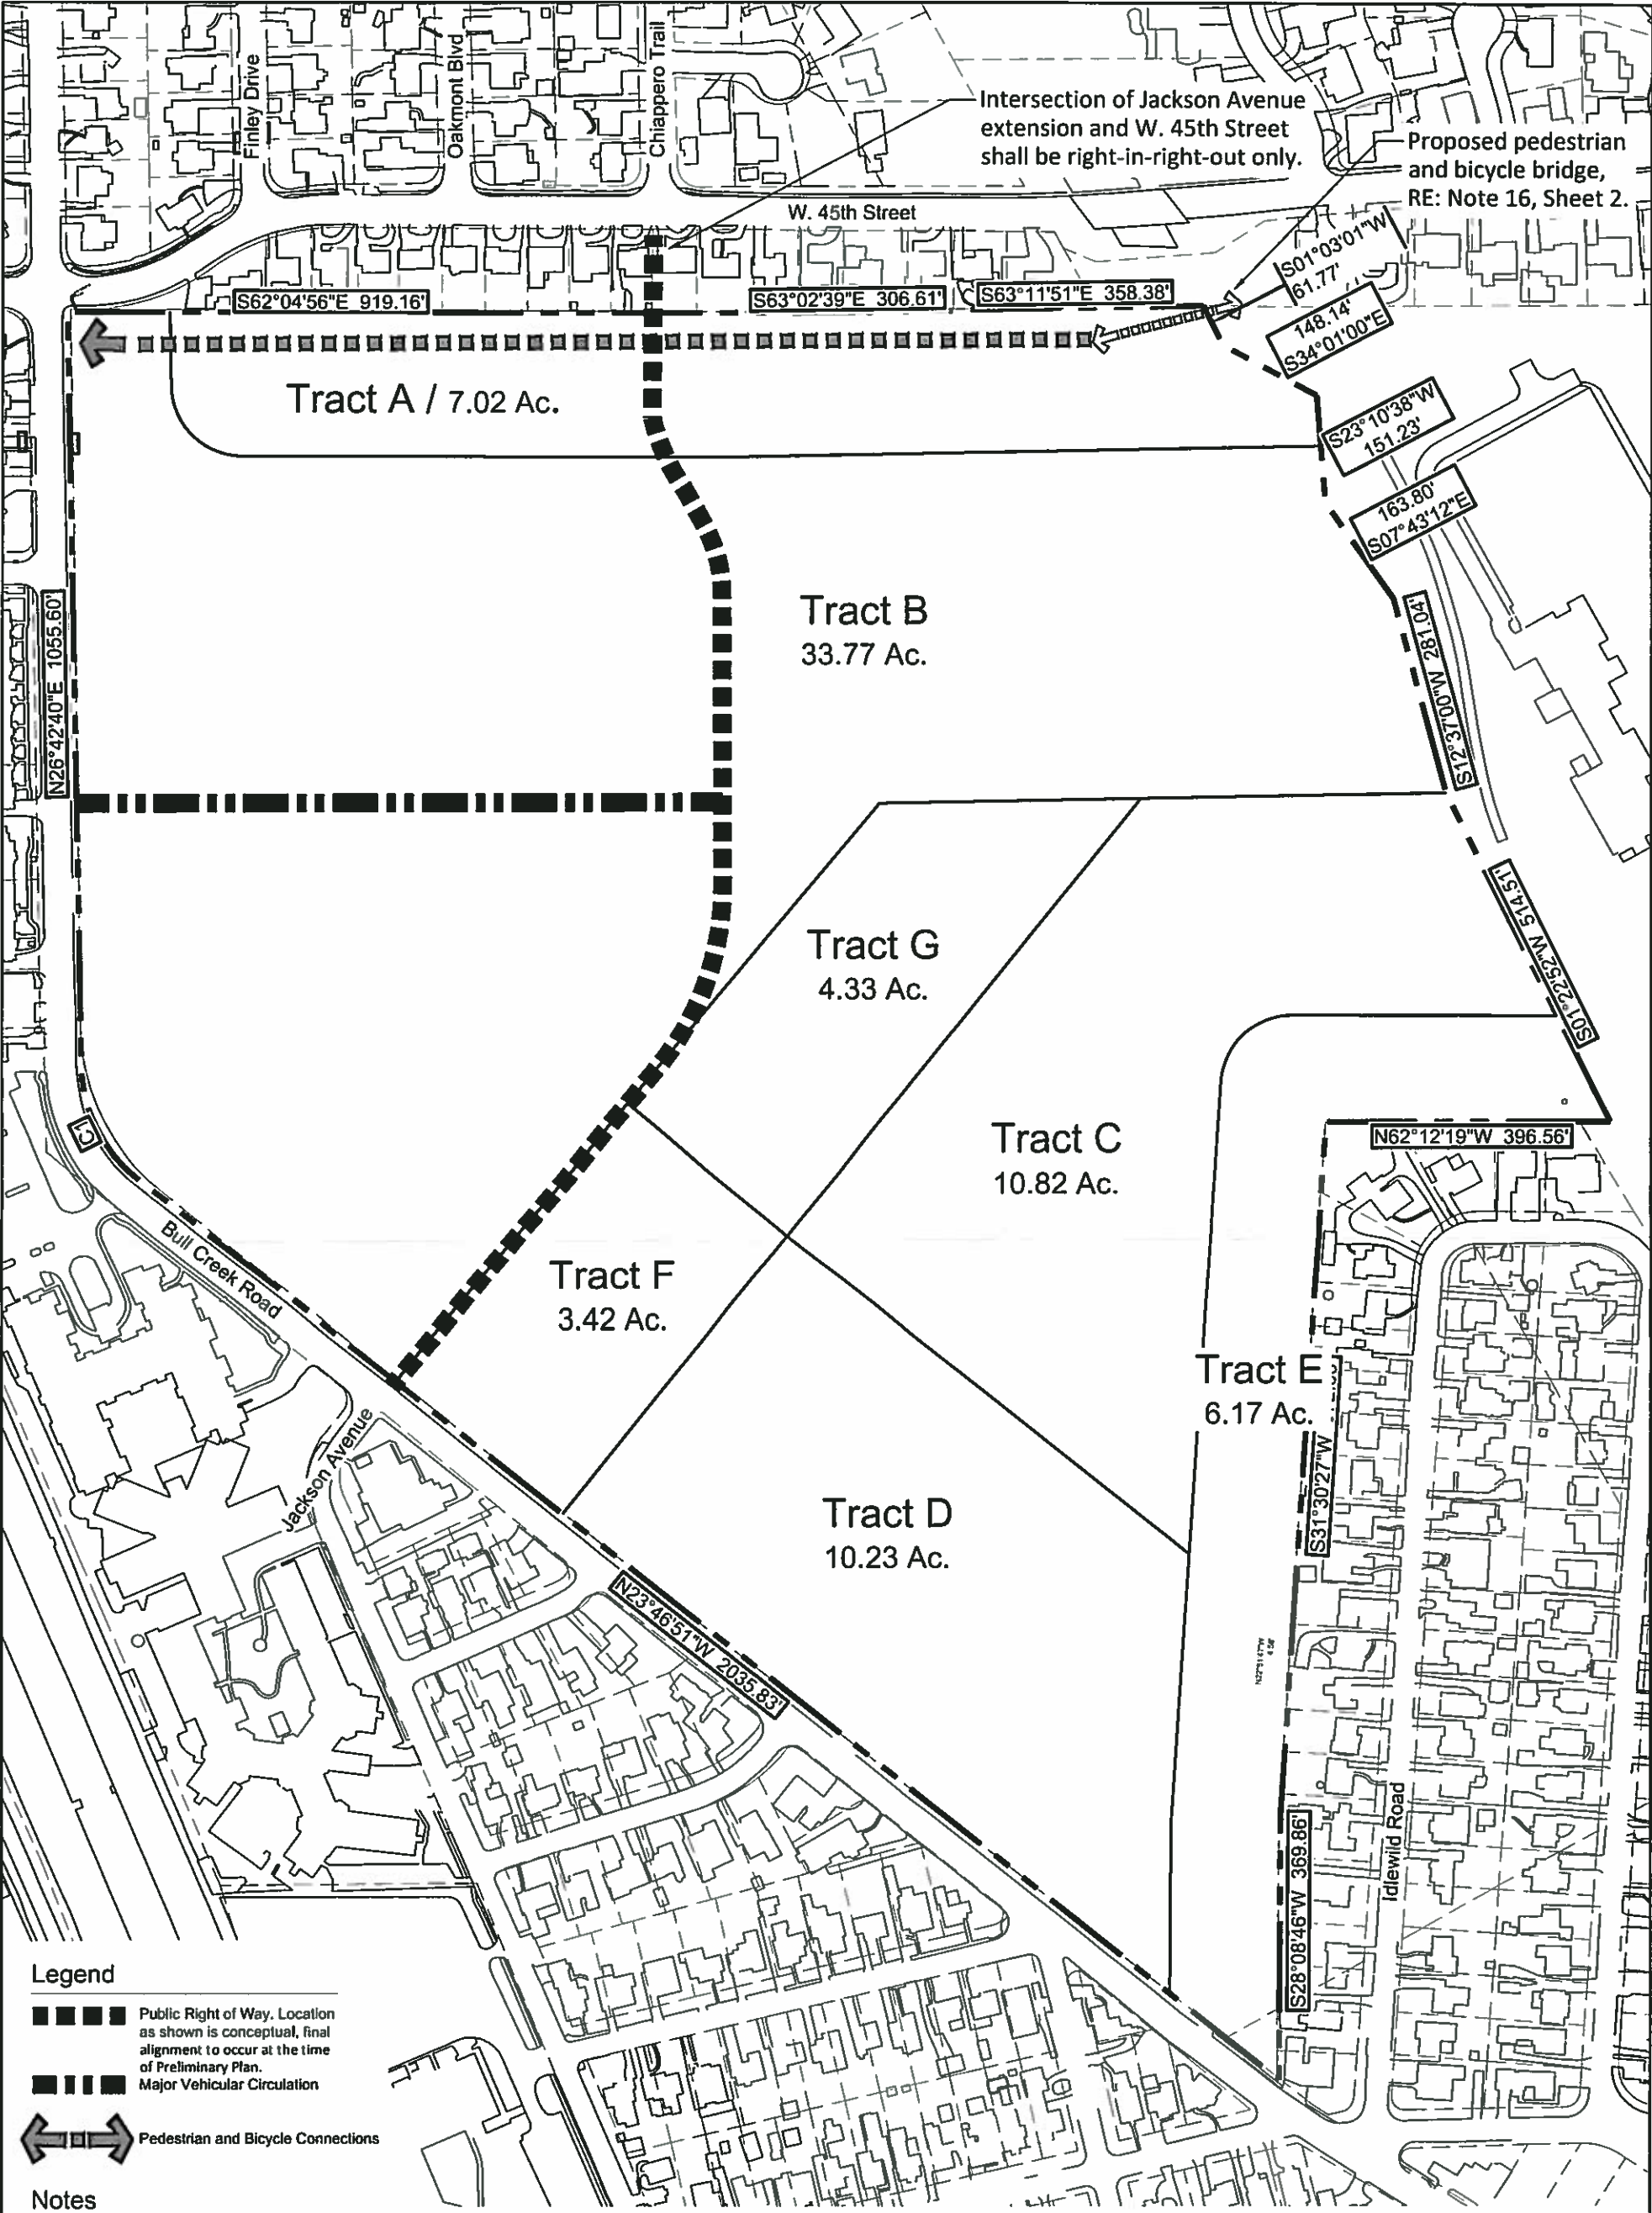 Finley Drive
Oakmont Blvd
Chiappero Trail
Intersection of Jackson Avenue
extension and W. 45th Street
shall be right-in-right-out only.
Proposed pedestrian
and bicycle bridge,
RE: Note 16, Sheet 2.
W. 45th Street
S01°03'01"W
61.77'
S62°04'56"E 919.16'
S63°02'39"E 306.61'
S63°11'51"E 358.38'
148.14'
S34°01'00"E
Tract A / 7.02 Ac.
S23°10'38"W
151.23'
163.80'
S07°43'12"E
Tract B
33.77 Ac.
N26°42'40"E 1055.60'
S12°37'00"W 281.04'
Tract G
4.33 Ac.
S01°22'52"W 514.51'
C1
Tract C
10.82 Ac.
N62°12'19"W 396.56'
Bull Creek Road
Tract F
3.42 Ac.
Tract E
6.17 Ac.
S31°30'27"W
Jackson Avenue
Tract D
10.23 Ac.
N23°46'51"W 2035.83'
Idlewild Road
S28°08'46"W 369.86'
Legend
Public Right of Way. Location
as shown is conceptual, final
alignment to occur at the time
of Preliminary Plan.
Major Vehicular Circulation
Pedestrian and Bicycle Connections
Notes